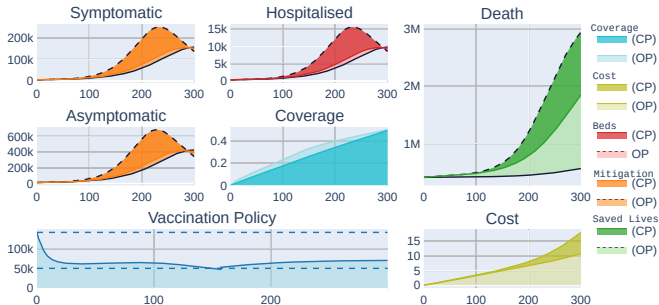 Symptomatic
Hospitalised
Death
200k
100k
0
0
100
200
300
15k
10k
5k
0
0
100
200
300
3M
2M
1M
0
100
200
300
Asymptomatic
Coverage
600k
400k
200k
0
0
100
200
300
0.4
0.2
0
0
100
200
300
Vaccination Policy
Cost
100k
50k
0
100
200
15
10
5
0
0
100
200
300
Coverage
(CP)
(OP)
Cost
(CP)
(OP)
Beds
(CP)
OP
Mitigation
(CP)
(OP)
Saved Lives
(CP)
(OP)